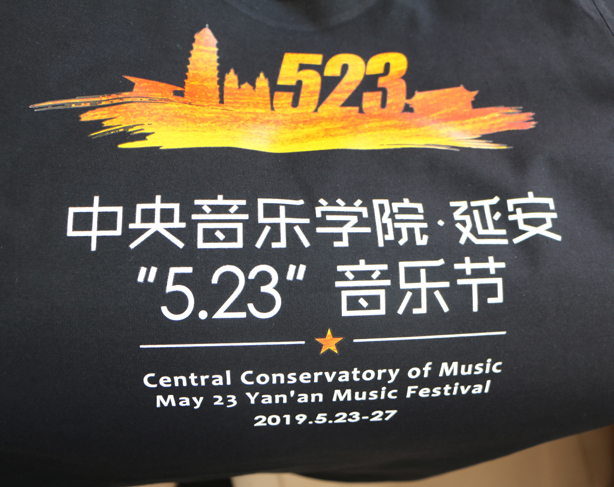 523
中央音乐学院·延安
"5.23" 音乐节
Central Conservatory of Music
May 23 Yan'an Music Festival
2019.5.23-27